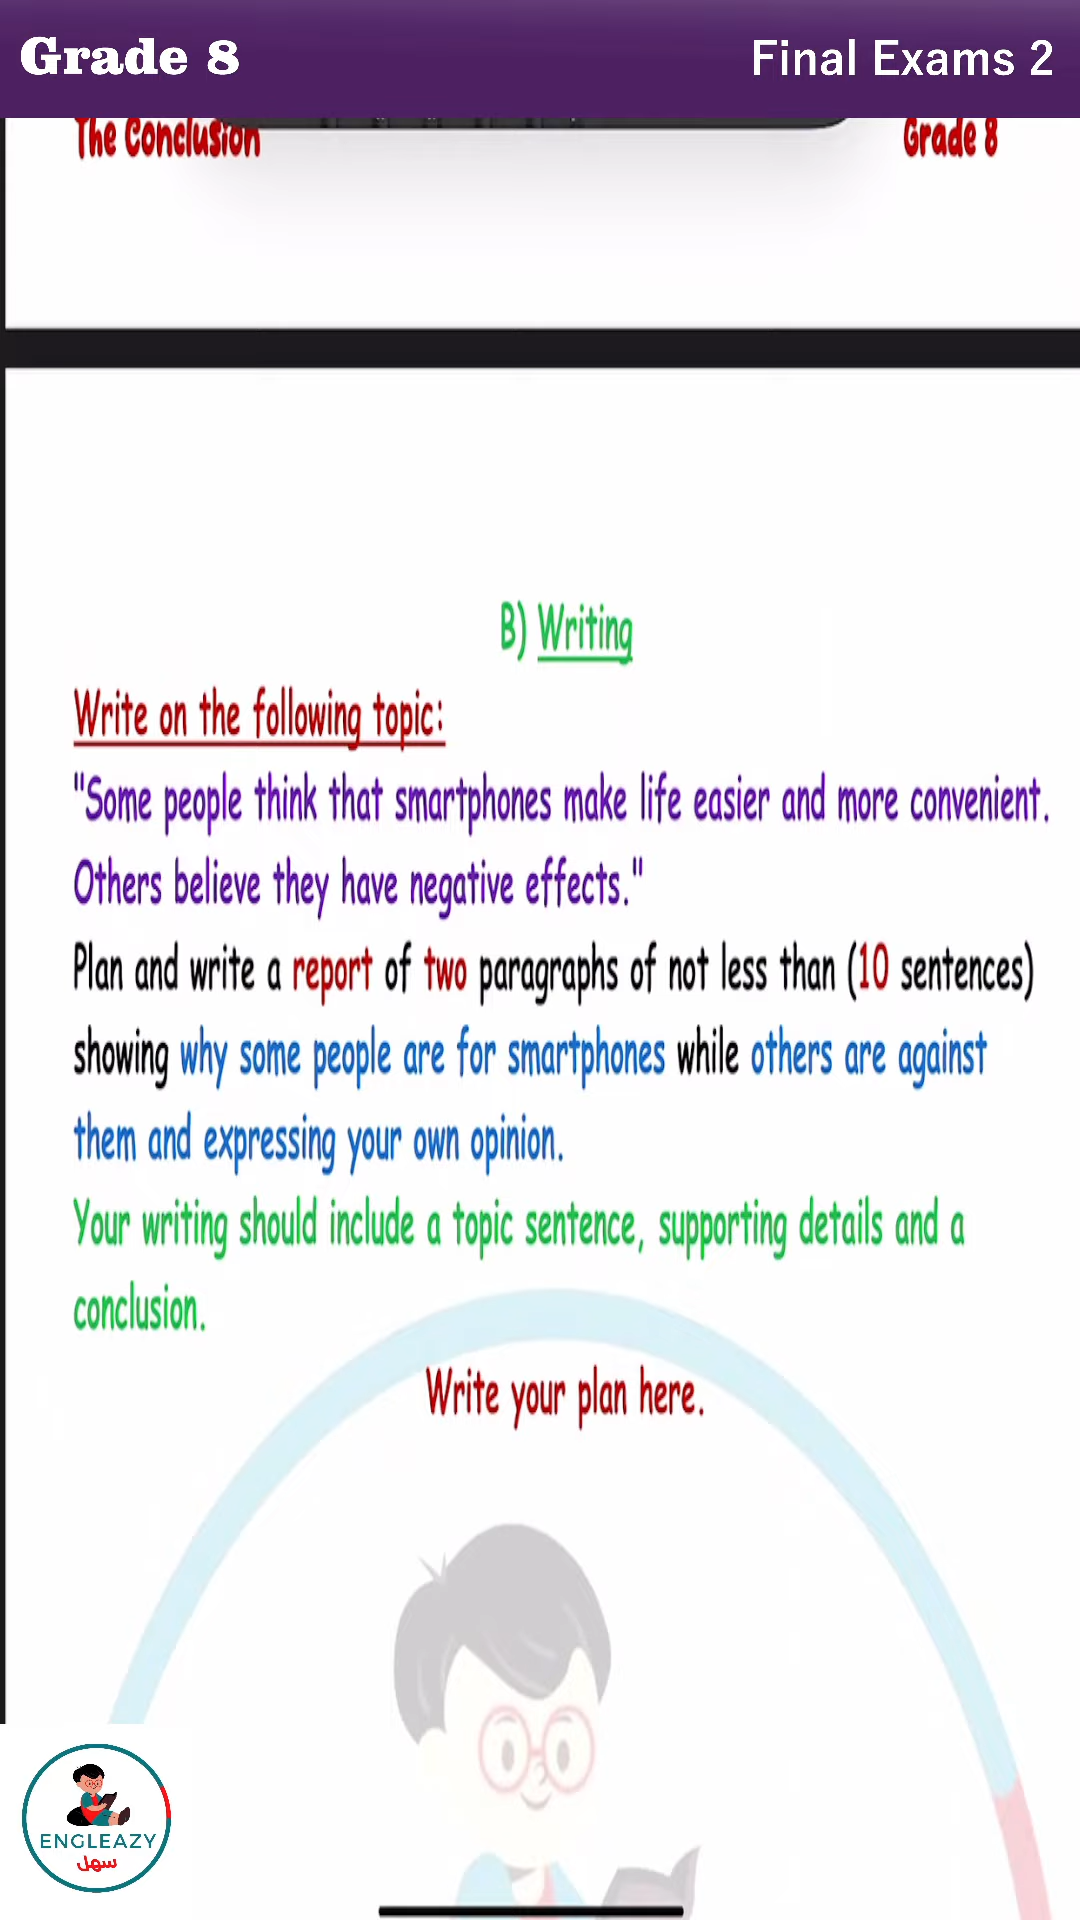 Grade 8
Final Exams 2
The Conclusion
Grade 8
B) Writing
Write on the following topic:
"Some people think that smartphones make life easier and more convenient.
Others believe they have negative effects."
Plan and write a report of two paragraphs of not less than (10 sentences)
showing why some people are for smartphones while others are against
them and expressing your own opinion.
Your writing should include a topic sentence, supporting details and a
conclusion.
Write your plan here.
ENGLEAZY
سهل